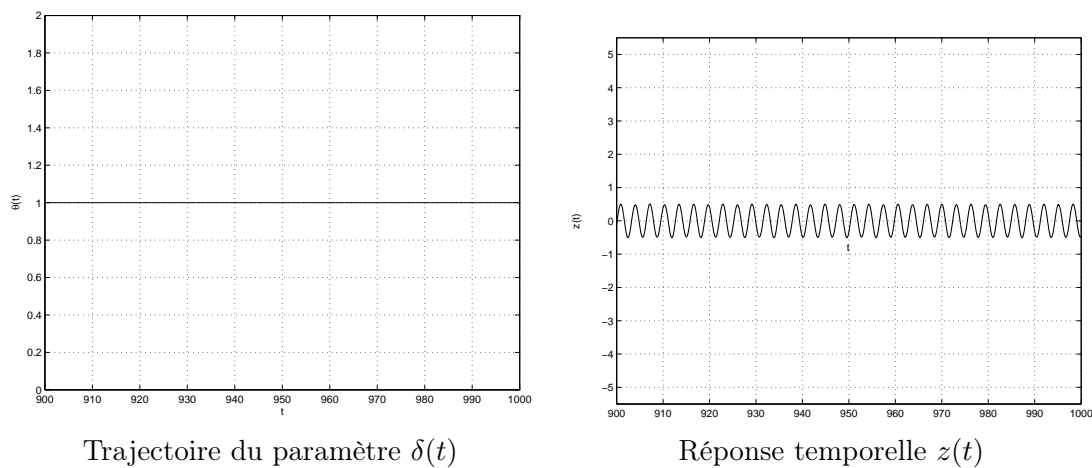 2
1.8
1.6
1.4
1.2
1
0.8
0.6
0.4
0.2
0
θ(t)
900 910 920 930 940 950 960 970 980 990 1000
t
Trajectoire du paramètre δ(t)
5
4
3
2
1
0
−1
−2
−3
−4
−5
z(t)
t
900 910 920 930 940 950 960 970 980 990 1000
Réponse temporelle z(t)